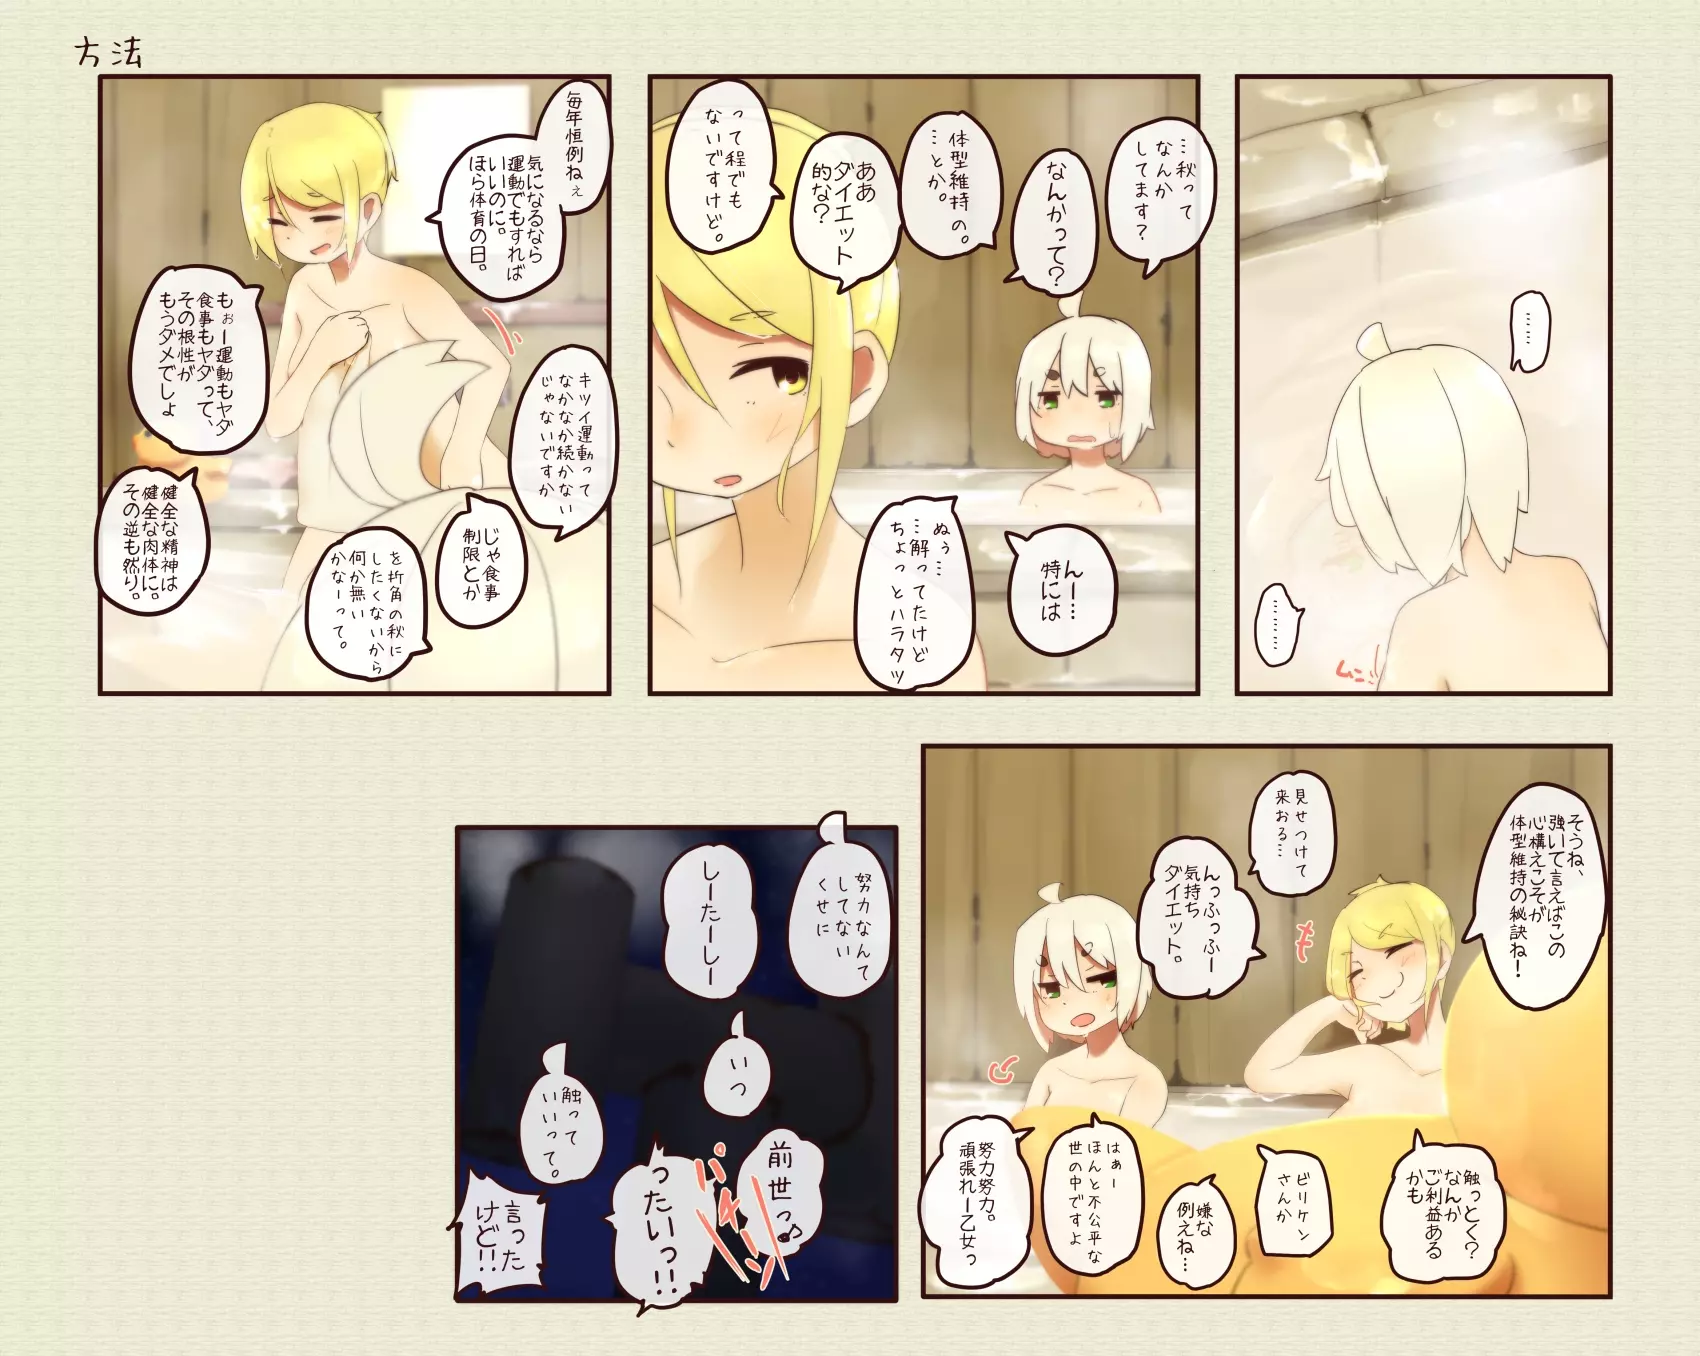 方法
……
………
ムニ…!
…秋って
なんか
してます?
なんかって?
体型維持の。
…とか。
ああ
ダイエット
的な?
って程でも
ないですけど。
んー…
特には
ぬぅ…
…解ってたけど
ちょっとハラタツ
毎年恒例ねぇ
気になるなら
運動でもすれば
いいのに。
ほら体育の日。
キツイ運動って
なかなか続かない
じゃないですか
じゃ食事
制限とか
を折角の秋に
したくないから
何か無い
かなーって。
もぉー運動もヤダ
食事もヤダって、
その根性が
もうダメでしょ
健全な精神は
健全な肉体に。
その逆も然り。
そうね、
強いて言えばこの
心構えこそが
体型維持の秘訣ね!
見せつけて
来おる…
んっふっふー
気持ち
ダイエット。
触っとく?
なんか
ご利益ある
かも
ビリケン
さんか
嫌な
例えね…
はぁー
ほんと不公平な
世の中ですよ
努力努力。
頑張れー乙女っ
努力なんて
してない
くせに
しーたーしー
いつ
前世っ♪
パチーン
ったいっ!!
触って
いいって。
言った
けど!!